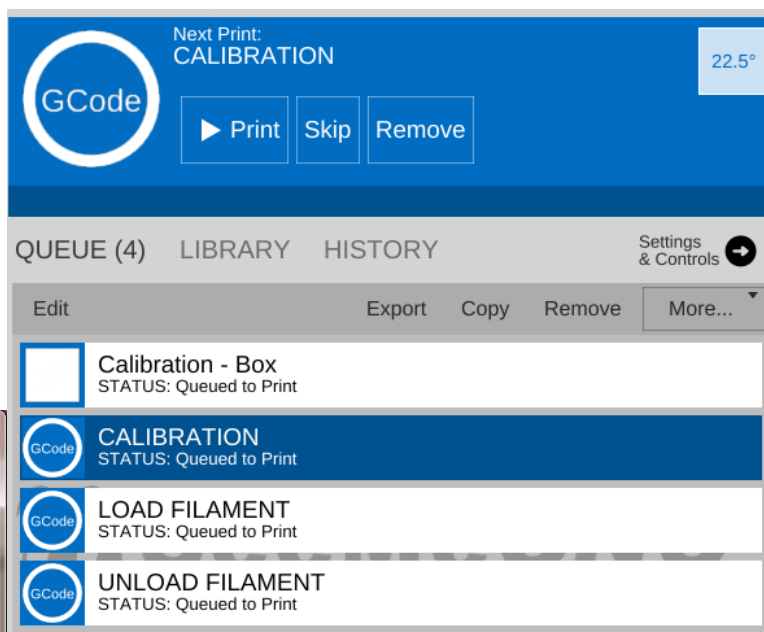 Next Print:
CALIBRATION
22.5°
GCode
Print Skip Remove
QUEUE (4) LIBRARY HISTORY
Settings
& Controls
Edit Export Copy Remove More...
Calibration - Box
STATUS: Queued to Print
GCode
CALIBRATION
STATUS: Queued to Print
GCode
LOAD FILAMENT
STATUS: Queued to Print
GCode
UNLOAD FILAMENT
STATUS: Queued to Print